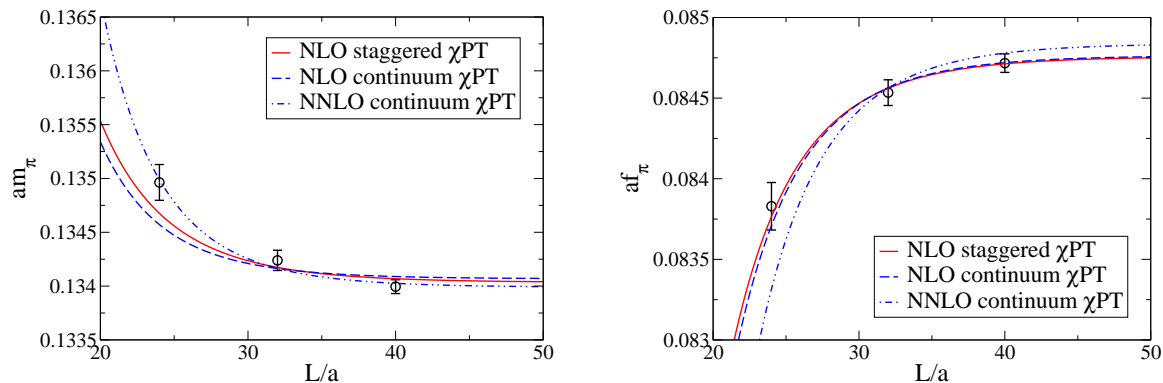 0.1365
0.136
0.1355
0.135
0.1345
0.134
0.1335
am_π
20
30
40
50
L/a
NLO staggered χPT
NLO continuum χPT
NNLO continuum χPT
0.085
0.0845
0.084
0.0835
0.083
af_π
20
30
40
50
L/a
NLO staggered χPT
NLO continuum χPT
NNLO continuum χPT